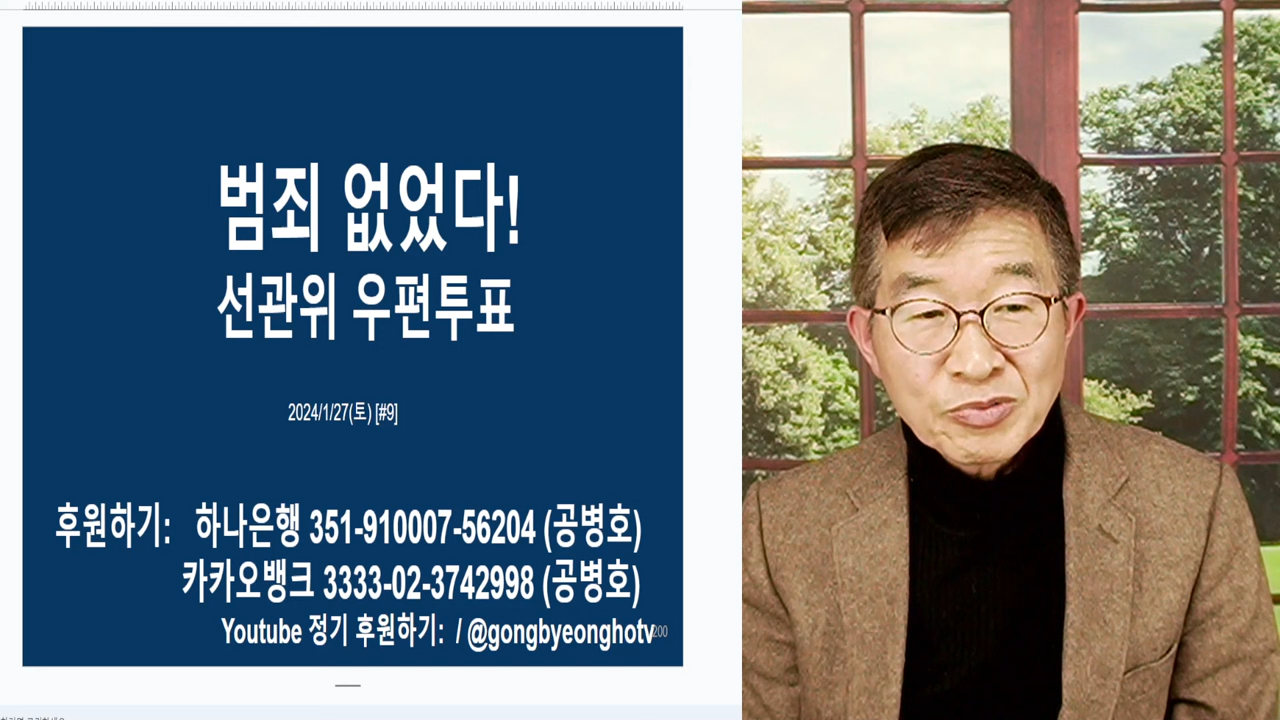 범죄 없었다!
선관위 우편투표
2024/1/27(토) [#9]
후원하기: 하나은행 351-910007-56204 (공병호)
카카오뱅크 3333-02-3742998 (공병호)
Youtube 정기 후원하기: / @gongbyeonghotv
200